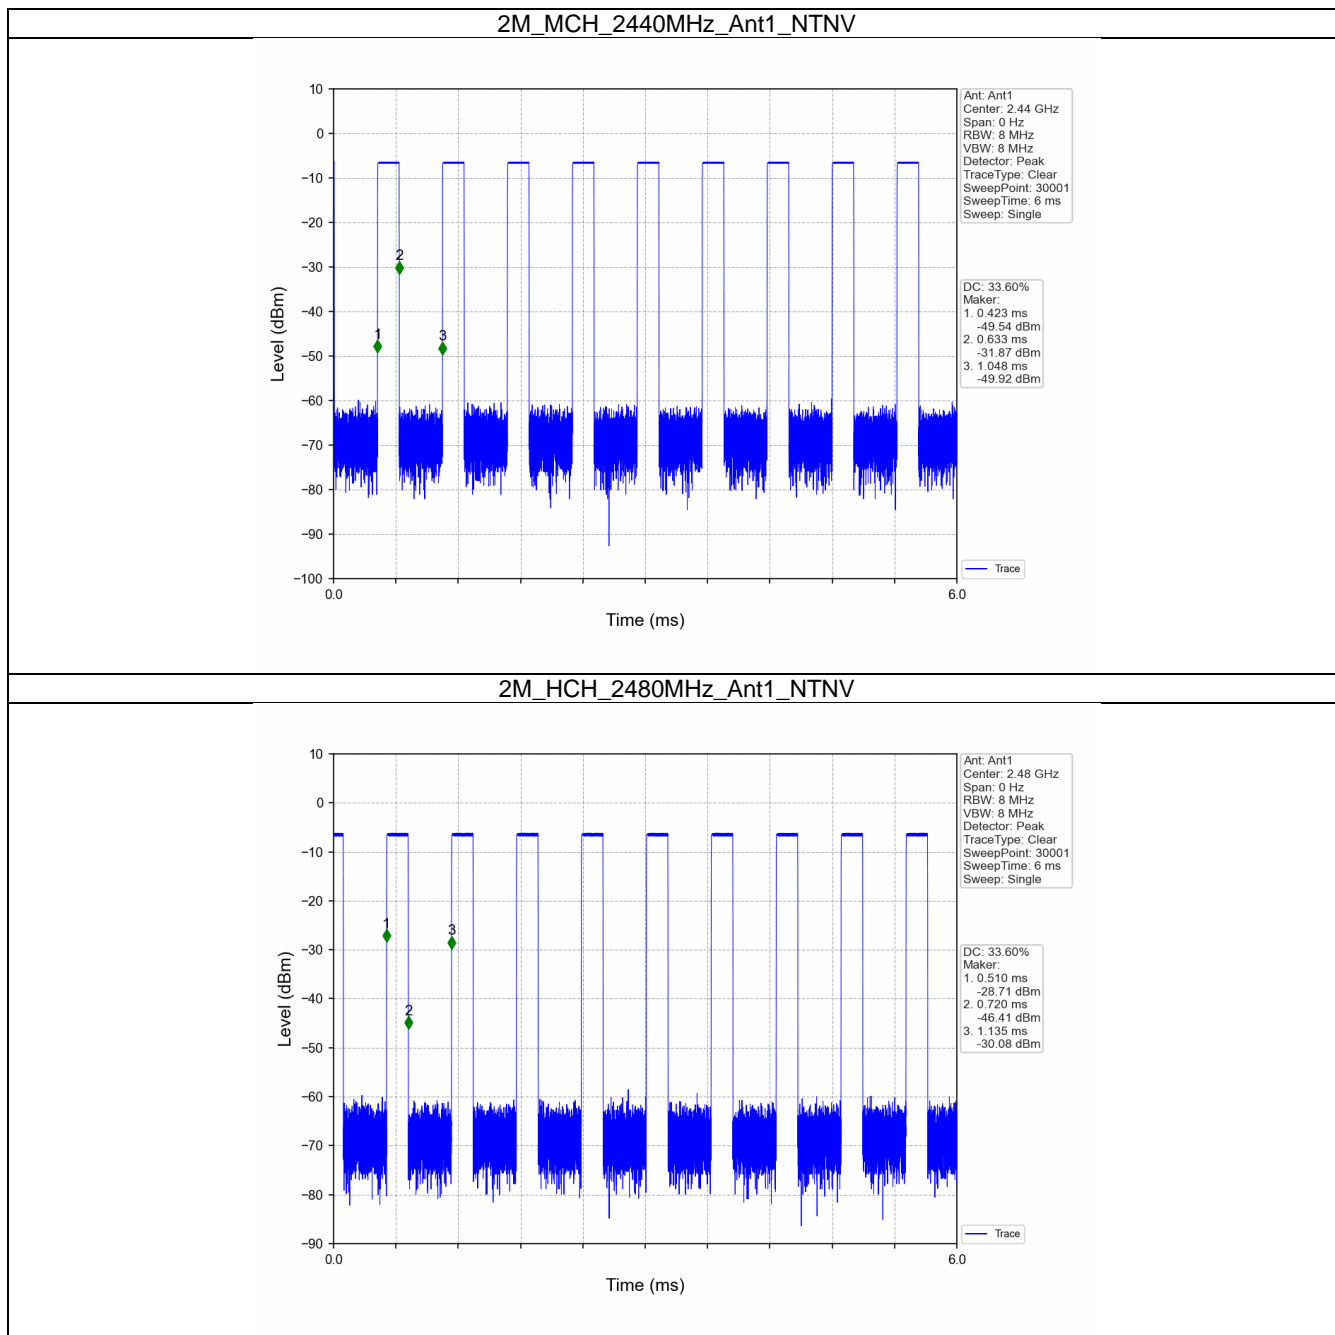 2M_MCH_2440MHz_Ant1_NTNV
10
0
−10
−20
−30
−40
−50
−60
−70
−80
−90
−100
Level (dBm)
1
2
3
0.0
6.0
Time (ms)
Ant: Ant1
Center: 2.44 GHz
Span: 0 Hz
RBW: 8 MHz
VBW: 8 MHz
Detector: Peak
TraceType: Clear
SweepPoint: 30001
SweepTime: 6 ms
Sweep: Single
DC: 33.60%
Maker:
1. 0.423 ms
-49.54 dBm
2. 0.633 ms
-31.87 dBm
3. 1.048 ms
-49.92 dBm
Trace
2M_HCH_2480MHz_Ant1_NTNV
10
0
−10
−20
−30
−40
−50
−60
−70
−80
−90
Level (dBm)
1
2
3
0.0
6.0
Time (ms)
Ant: Ant1
Center: 2.48 GHz
Span: 0 Hz
RBW: 8 MHz
VBW: 8 MHz
Detector: Peak
TraceType: Clear
SweepPoint: 30001
SweepTime: 6 ms
Sweep: Single
DC: 33.60%
Maker:
1. 0.510 ms
-28.71 dBm
2. 0.720 ms
-46.41 dBm
3. 1.135 ms
-30.08 dBm
Trace